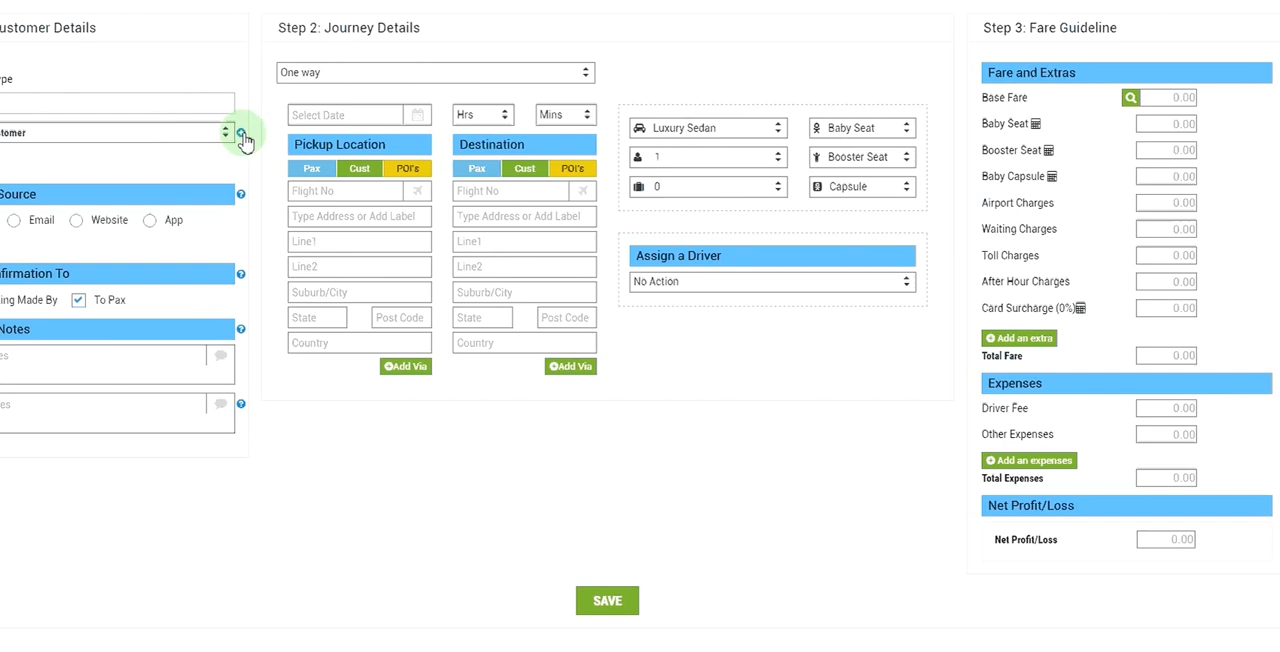 ustomer Details
ype
tomer
Source
Email
Website
App
firmation To
ing Made By
To Pax
Notes
es
es
Step 2: Journey Details
One way
Select Date
Hrs
Mins
Pickup Location
Destination
Pax
Cust
POI's
Pax
Cust
POI's
Flight No
Flight No
Type Address or Add Label
Type Address or Add Label
Line1
Line1
Line2
Line2
Suburb/City
Suburb/City
State
Post Code
State
Post Code
Country
Country
Add Via
Add Via
Luxury Sedan
Baby Seat
1
Booster Seat
0
Capsule
Assign a Driver
No Action
Step 3: Fare Guideline
Fare and Extras
Base Fare 0.00
Baby Seat 0.00
Booster Seat 0.00
Baby Capsule 0.00
Airport Charges 0.00
Waiting Charges 0.00
Toll Charges 0.00
After Hour Charges 0.00
Card Surcharge (0%) 0.00
Add an extra
Total Fare 0.00
Expenses
Driver Fee 0.00
Other Expenses 0.00
Add an expenses
Total Expenses 0.00
Net Profit/Loss
Net Profit/Loss 0.00
SAVE